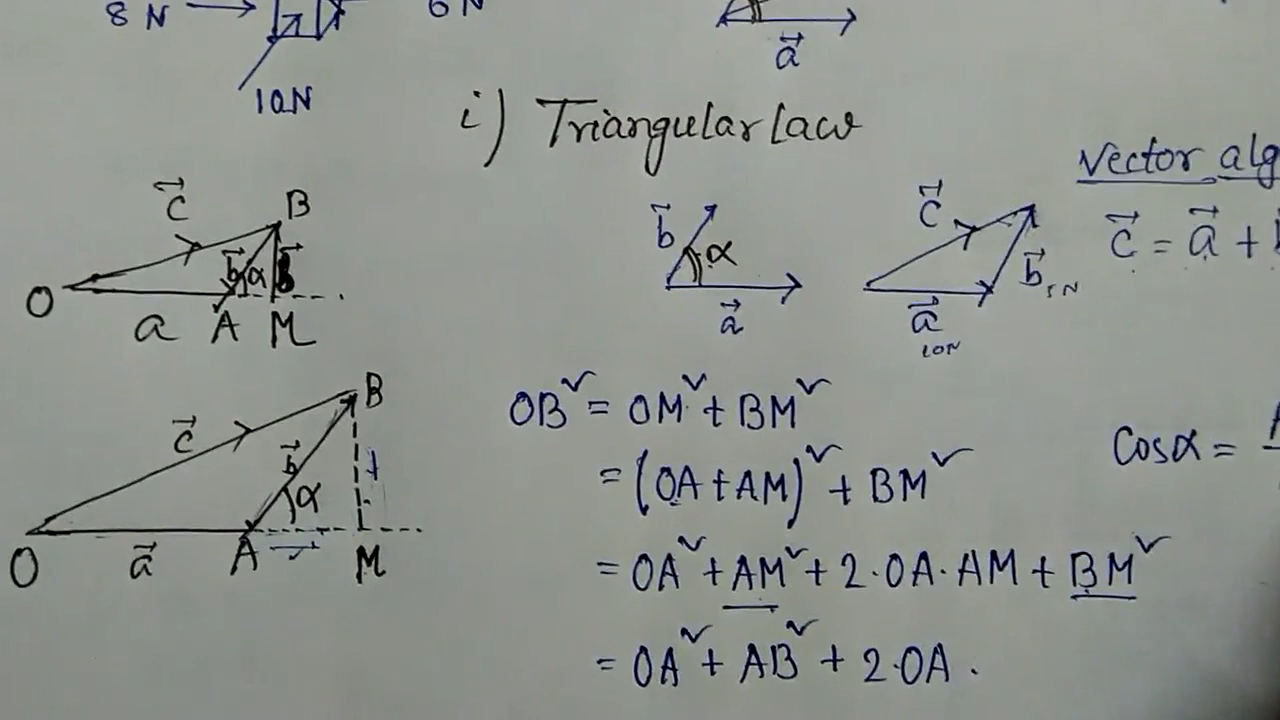 8 N 6 N
a⃗
10N
i) Triangular law
Vector alg
c⃗ = a⃗ +
c⃗ B b⃗ α
O a A M
b⃗ α a⃗
c⃗ b⃗ 5N a⃗ 10N
c⃗ B b⃗ α
O a⃗ A M
OB² = OM² + BM²
= (OA + AM)² + BM²
= OA² + AM² + 2·OA·AM + BM²
= OA² + AB² + 2·OA·
Cosα =